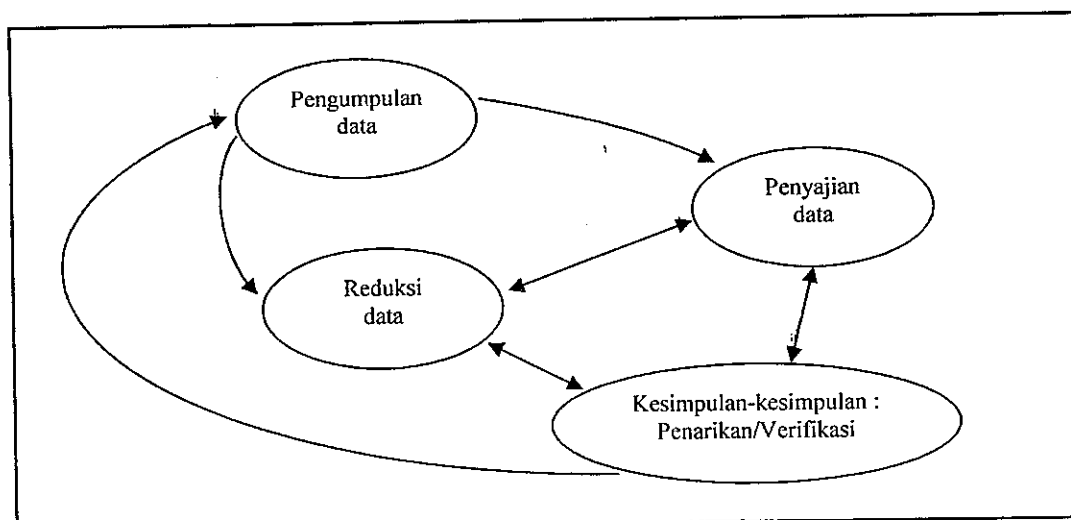 Pengumpulan
data
Penyajian
data
Reduksi
data
Kesimpulan-kesimpulan :
Penarikan/Verifikasi